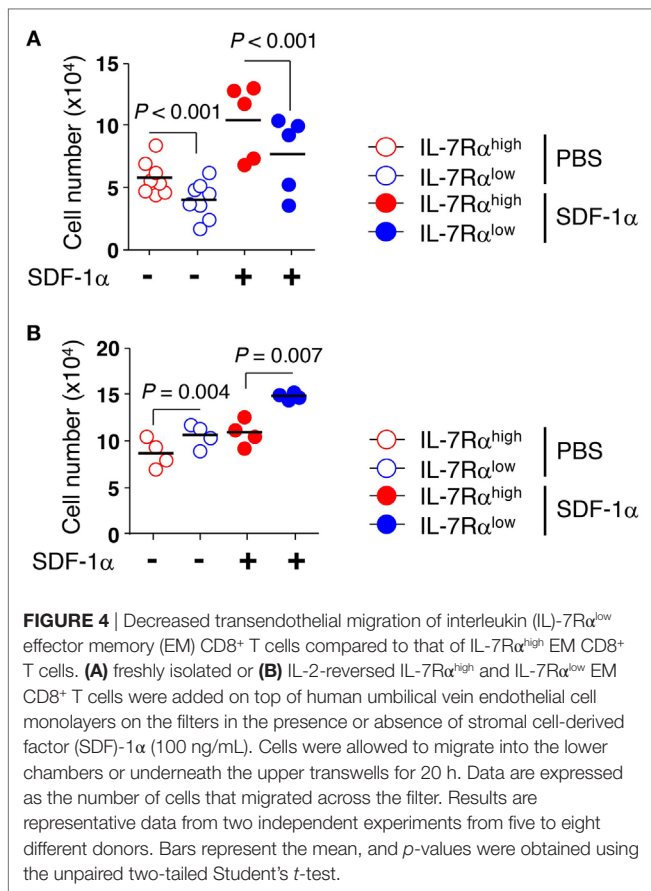 A
P < 0.001
P < 0.001
Cell number (x10⁴)
15
10
5
0
SDF-1α - - + +
IL-7Rα^high
IL-7Rα^low
PBS
IL-7Rα^high
IL-7Rα^low
SDF-1α
B
P = 0.007
P = 0.004
Cell number (x10⁴)
20
15
10
5
0
SDF-1α - - + +
IL-7Rα^high
IL-7Rα^low
PBS
IL-7Rα^high
IL-7Rα^low
SDF-1α
FIGURE 4 | Decreased transendothelial migration of interleukin (IL)-7Rα^low
effector memory (EM) CD8⁺ T cells compared to that of IL-7Rα^high EM CD8⁺
T cells. (A) freshly isolated or (B) IL-2-reversed IL-7Rα^high and IL-7Rα^low EM
CD8⁺ T cells were added on top of human umbilical vein endothelial cell
monolayers on the filters in the presence or absence of stromal cell-derived
factor (SDF)-1α (100 ng/mL). Cells were allowed to migrate into the lower
chambers or underneath the upper transwells for 20 h. Data are expressed
as the number of cells that migrated across the filter. Results are
representative data from two independent experiments from five to eight
different donors. Bars represent the mean, and p-values were obtained using
the unpaired two-tailed Student's t-test.